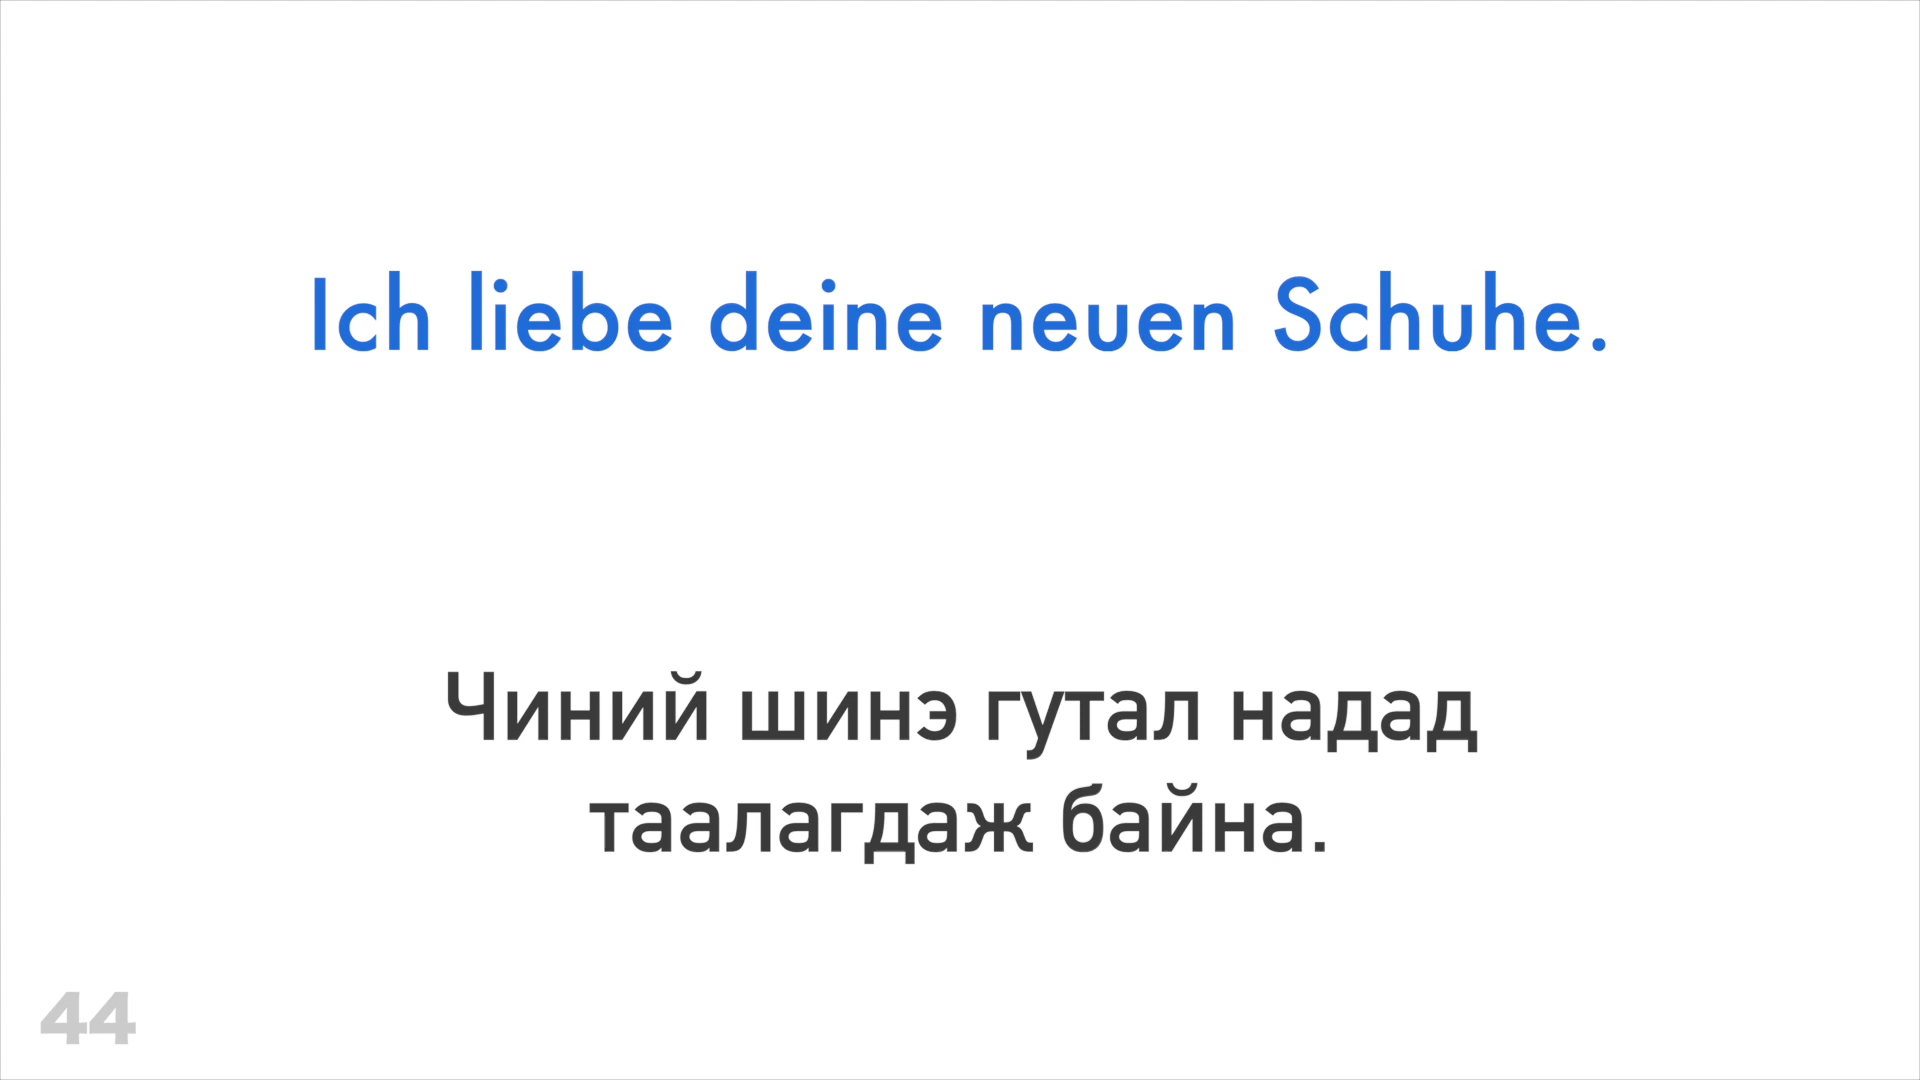 Ich liebe deine neuen Schuhe.
Чиний шинэ гутал надад
таалагдаж байна.
44